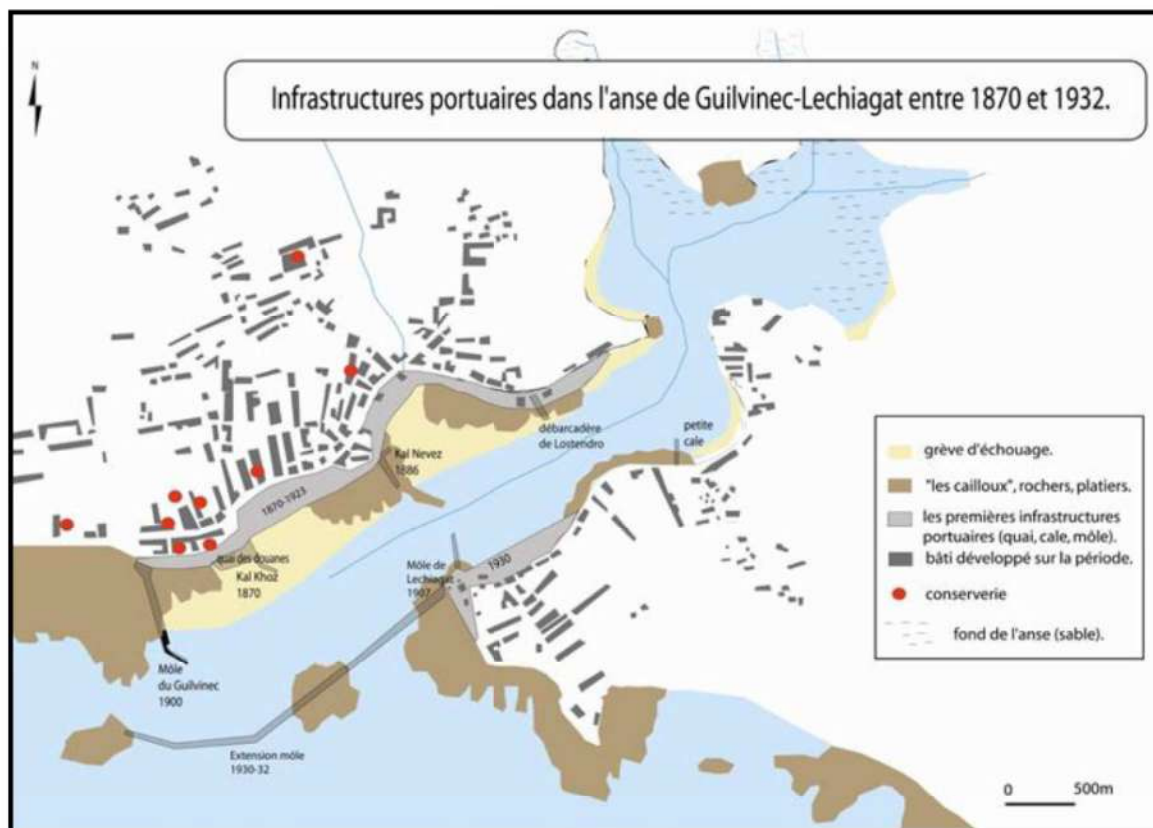 N
Infrastructures portuaires dans l'anse de Guilvinec-Lechiagat entre 1870 et 1932.
débarcadère
de Lostendro
petite
cale
Kal Nevez
1886
1870-1923
quai des douanes
Kal Khoz
1870
Môle de
Lechiagat
1907
1930
Môle
du Guilvinec
1900
Extension môle
1930-32
grève d'échouage.
"les cailloux", rochers, platiers.
les premières infrastructures
portuaires (quai, cale, môle).
bâti développé sur la période.
conserverie
fond de l'anse (sable).
0 500m